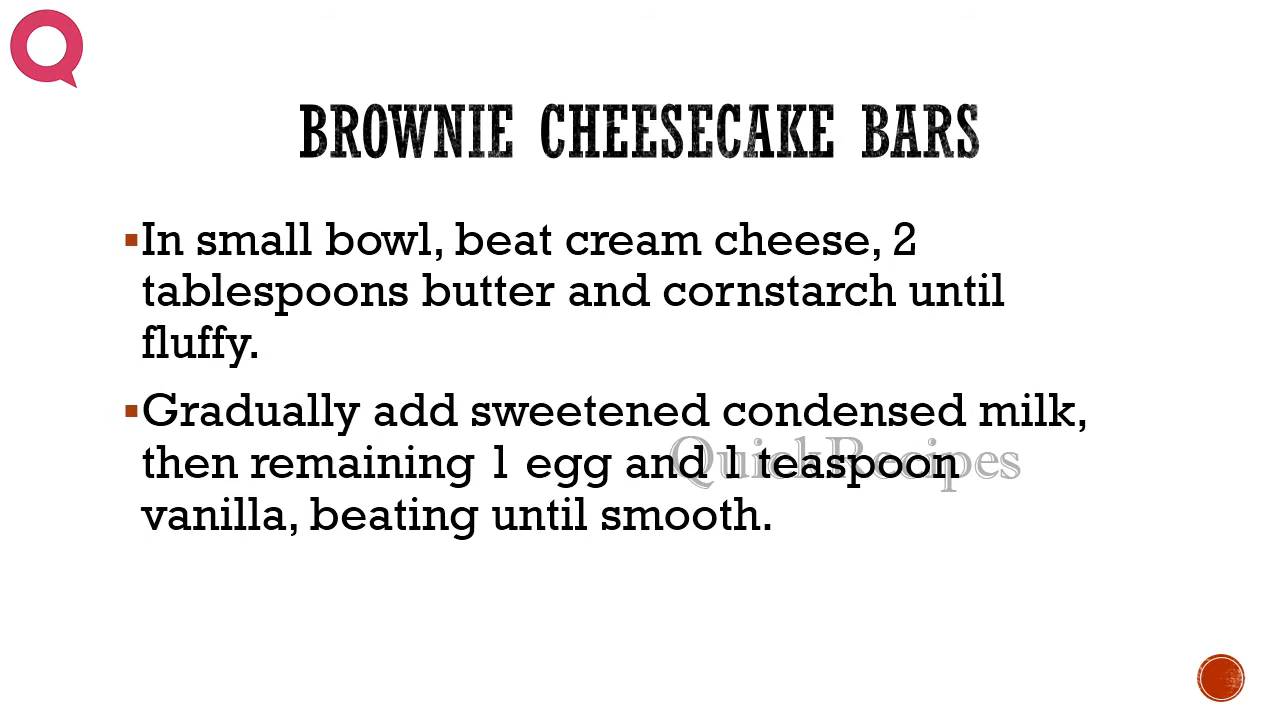 BROWNIE CHEESECAKE BARS
▪In small bowl, beat cream cheese, 2
tablespoons butter and cornstarch until
fluffy.
▪Gradually add sweetened condensed milk,
then remaining 1 egg and 1 teaspoon
vanilla, beating until smooth.
QuickRecipes